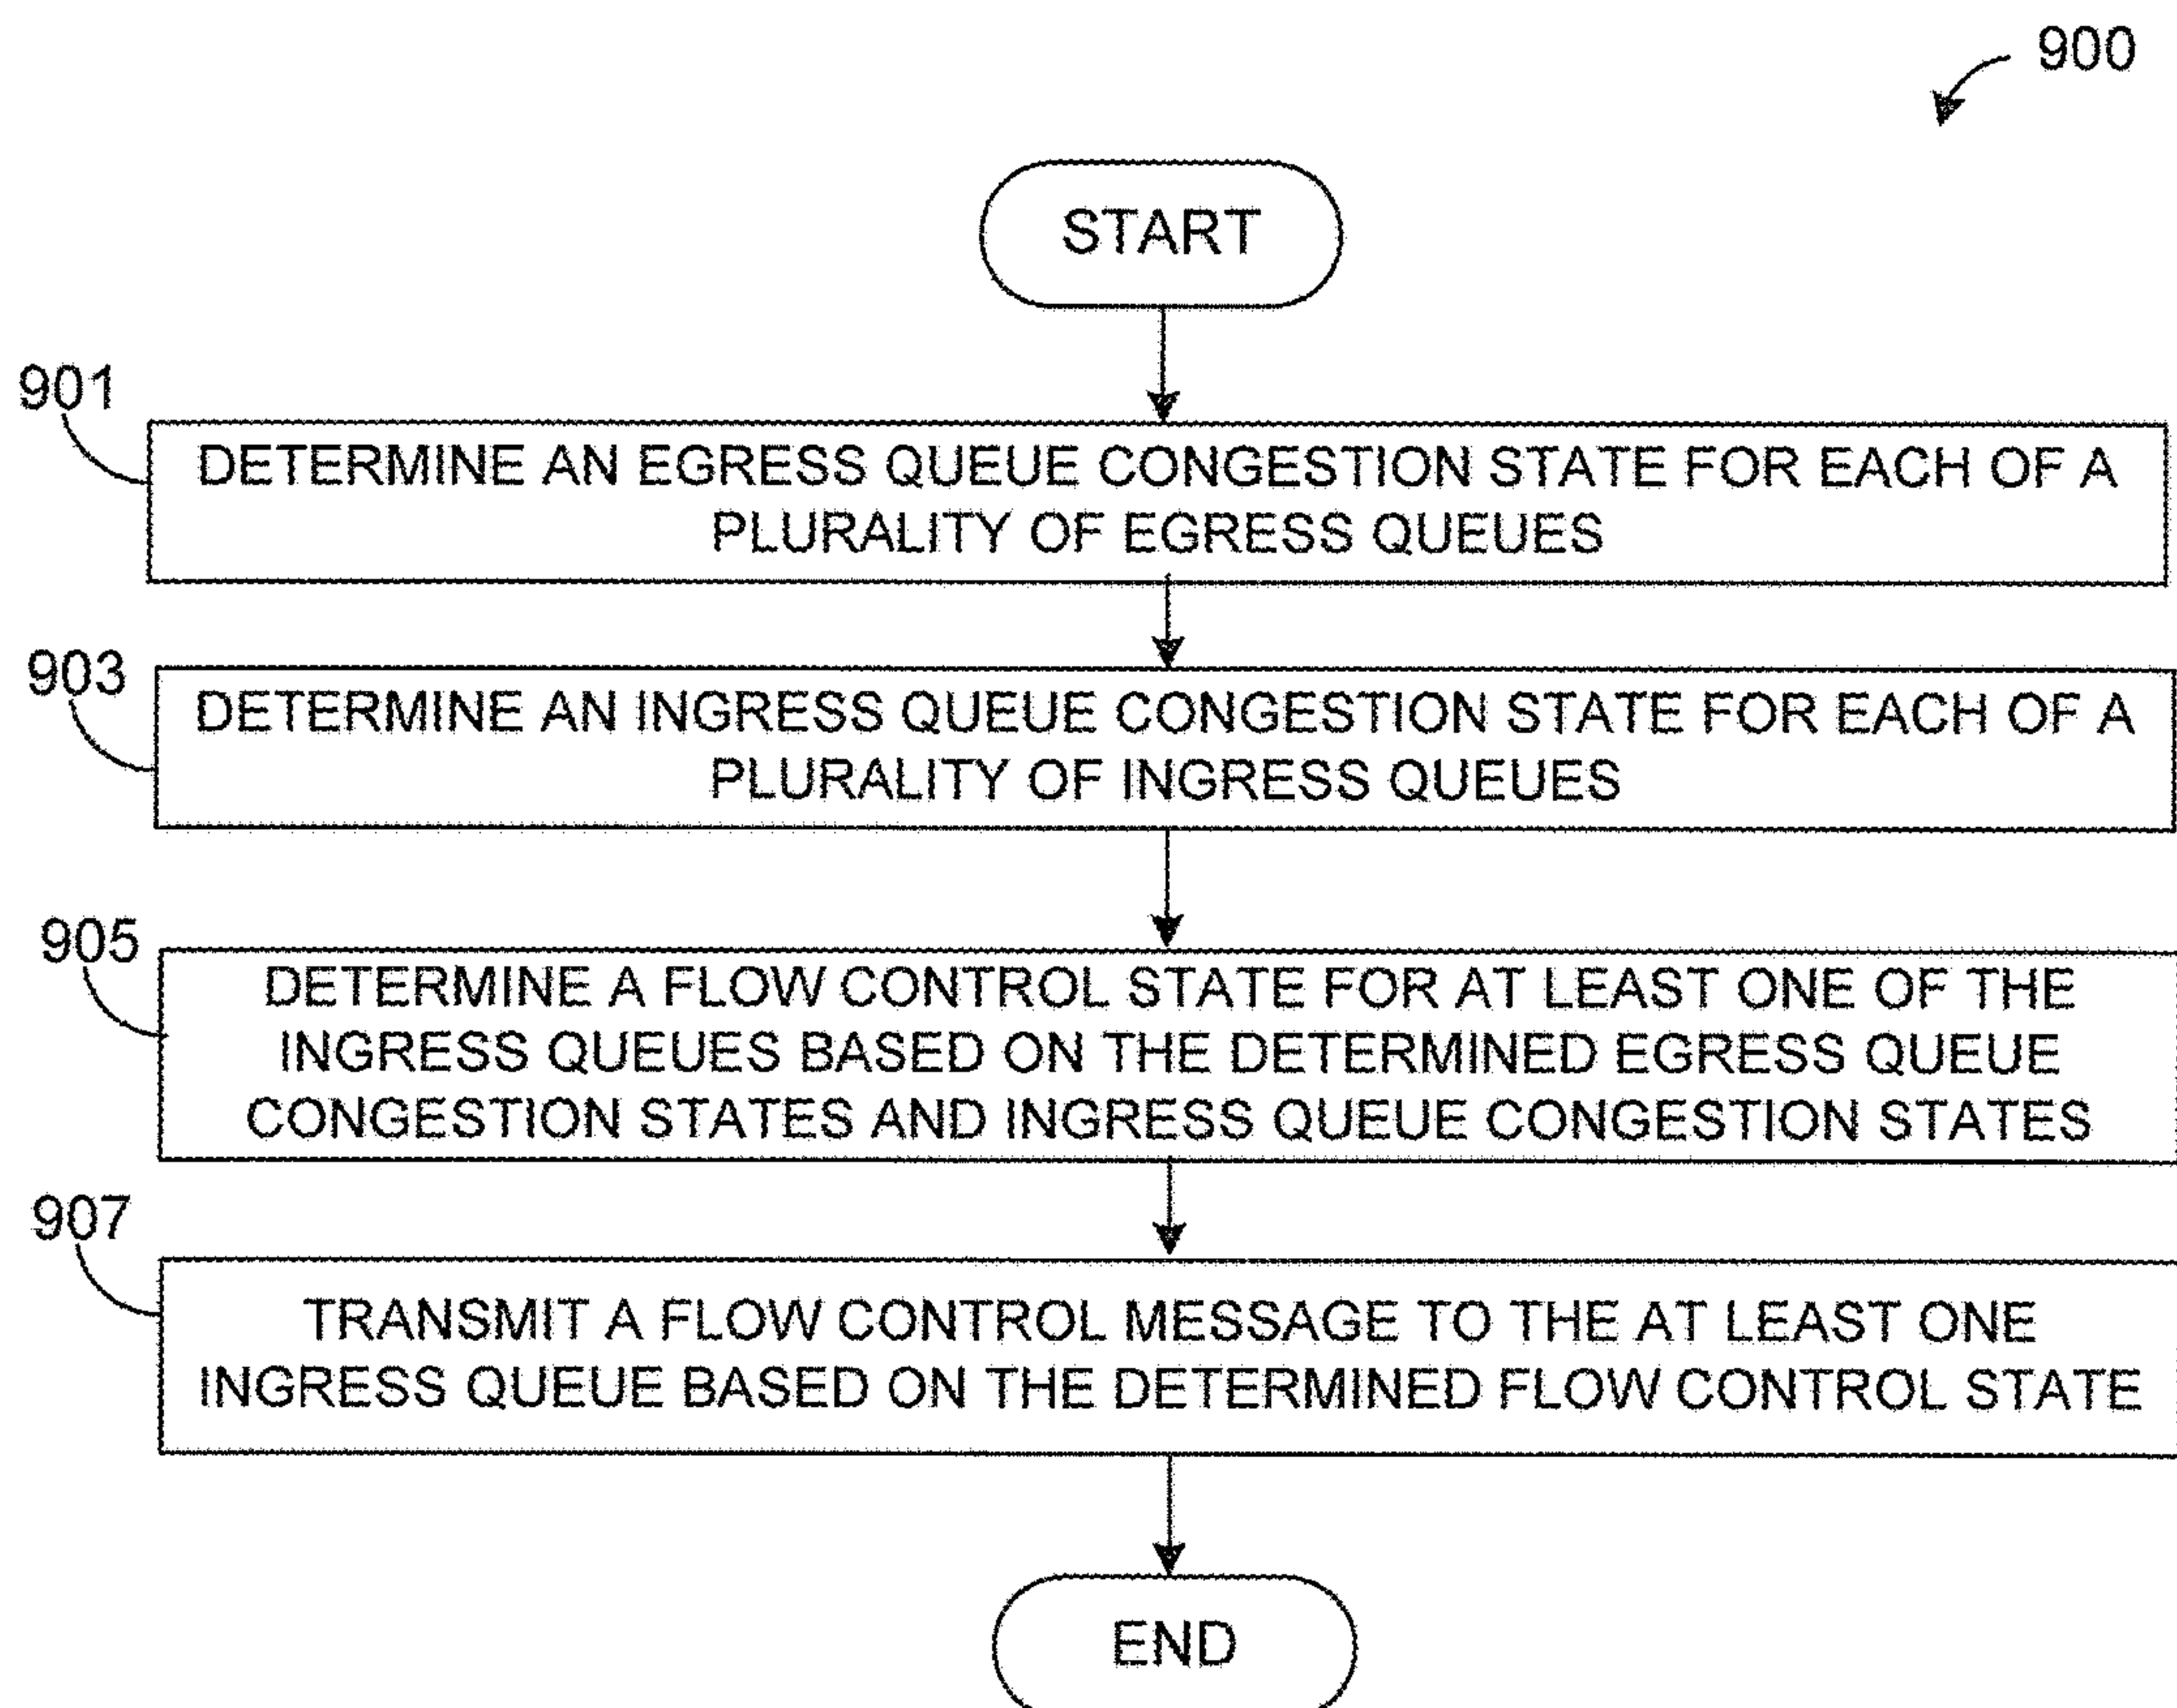 900
START
901
DETERMINE AN EGRESS QUEUE CONGESTION STATE FOR EACH OF A
PLURALITY OF EGRESS QUEUES
903
DETERMINE AN INGRESS QUEUE CONGESTION STATE FOR EACH OF A
PLURALITY OF INGRESS QUEUES
905
DETERMINE A FLOW CONTROL STATE FOR AT LEAST ONE OF THE
INGRESS QUEUES BASED ON THE DETERMINED EGRESS QUEUE
CONGESTION STATES AND INGRESS QUEUE CONGESTION STATES
907
TRANSMIT A FLOW CONTROL MESSAGE TO THE AT LEAST ONE
INGRESS QUEUE BASED ON THE DETERMINED FLOW CONTROL STATE
END